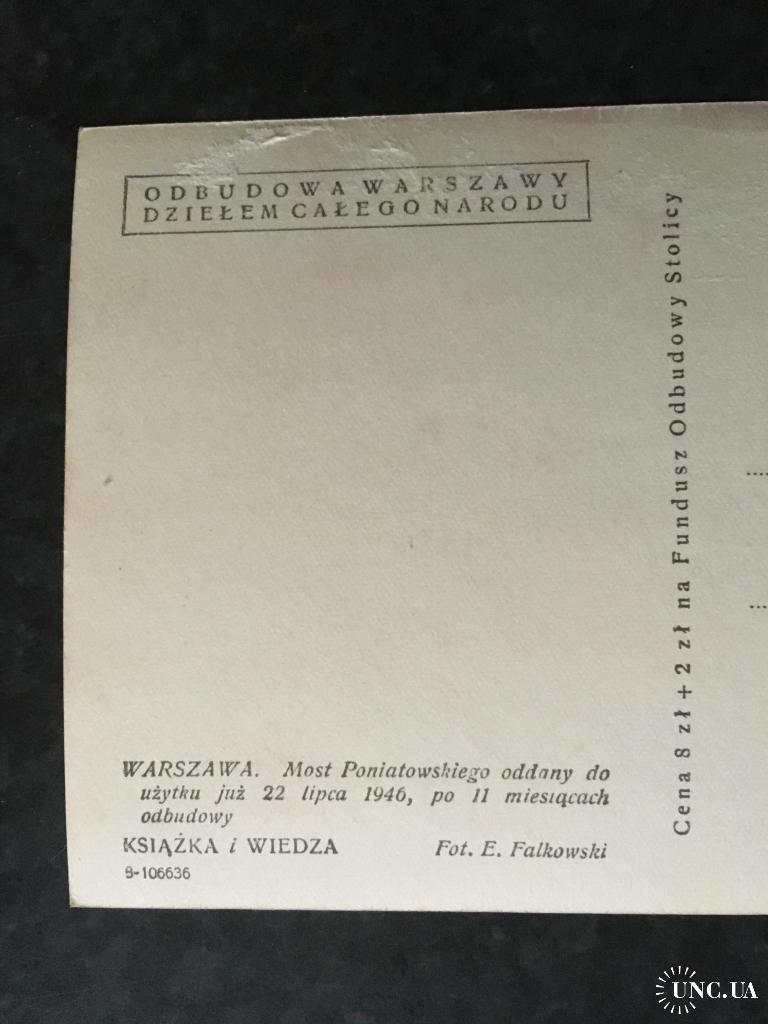 ODBUDOWA WARSZAWY
DZIEŁEM CAŁEGO NARODU
WARSZAWA. Most Poniatowskiego oddany do
użytku już 22 lipca 1946, po 11 miesiącach
odbudowy
KSIĄŻKA i WIEDZA Fot. E. Falkowski
B-106636
Cena 8 zł + 2 zł na Fundusz Odbudowy Stolicy
UNC.UA